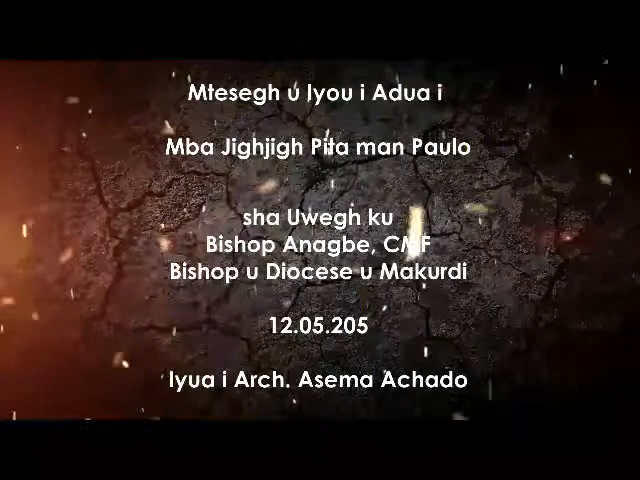 Mtesegh u Iyou i Adua i
Mba Jighjigh Pita man Paulo
sha Uwegh ku
Bishop Anagbe, CMF
Bishop u Diocese u Makurdi
12.05.205
Iyua i Arch. Asema Achado